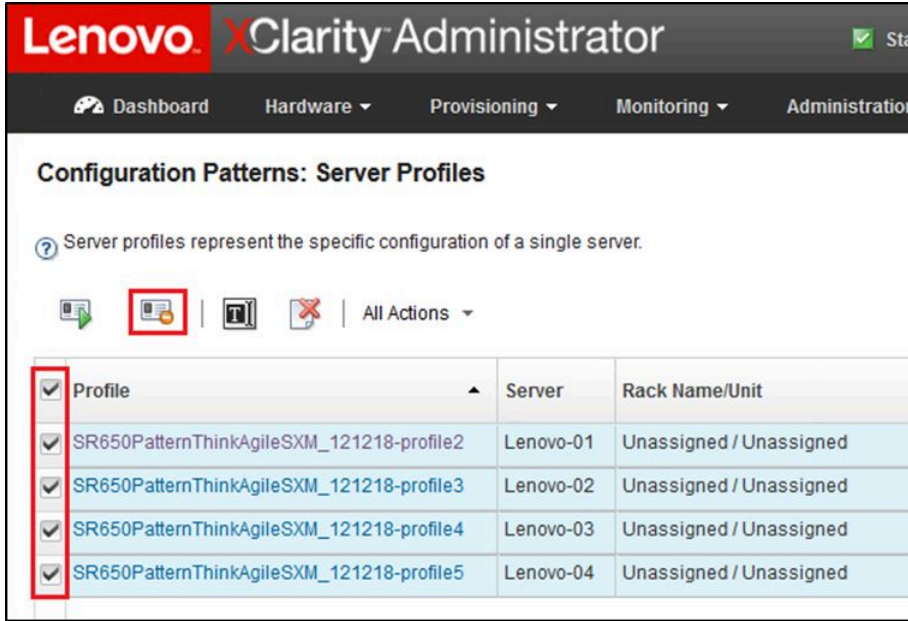 Lenovo. XClarity Administrator Sta
Dashboard Hardware Provisioning Monitoring Administration
Configuration Patterns: Server Profiles
? Server profiles represent the specific configuration of a single server.
T All Actions
Profile Server Rack Name/Unit
SR650PatternThinkAgileSXM_121218-profile2 Lenovo-01 Unassigned / Unassigned
SR650PatternThinkAgileSXM_121218-profile3 Lenovo-02 Unassigned / Unassigned
SR650PatternThinkAgileSXM_121218-profile4 Lenovo-03 Unassigned / Unassigned
SR650PatternThinkAgileSXM_121218-profile5 Lenovo-04 Unassigned / Unassigned